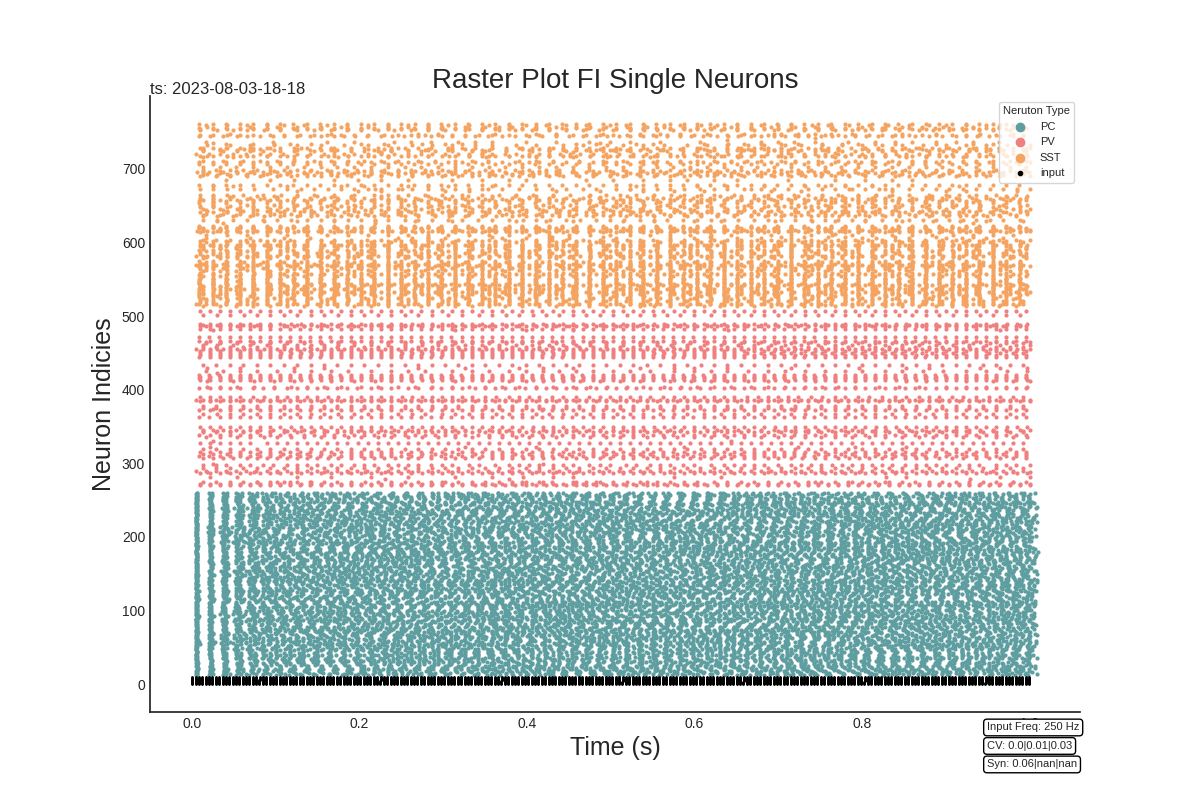 Raster Plot FI Single Neurons
ts: 2023-08-03-18-18
Neruton Type
PC
PV
SST
input
700
600
500
400
300
200
100
0
Neuron Indicies
0.0
0.2
0.4
0.6
0.8
Time (s)
Input Freq: 250 Hz
CV: 0.0|0.01|0.03
Syn: 0.06|nan|nan